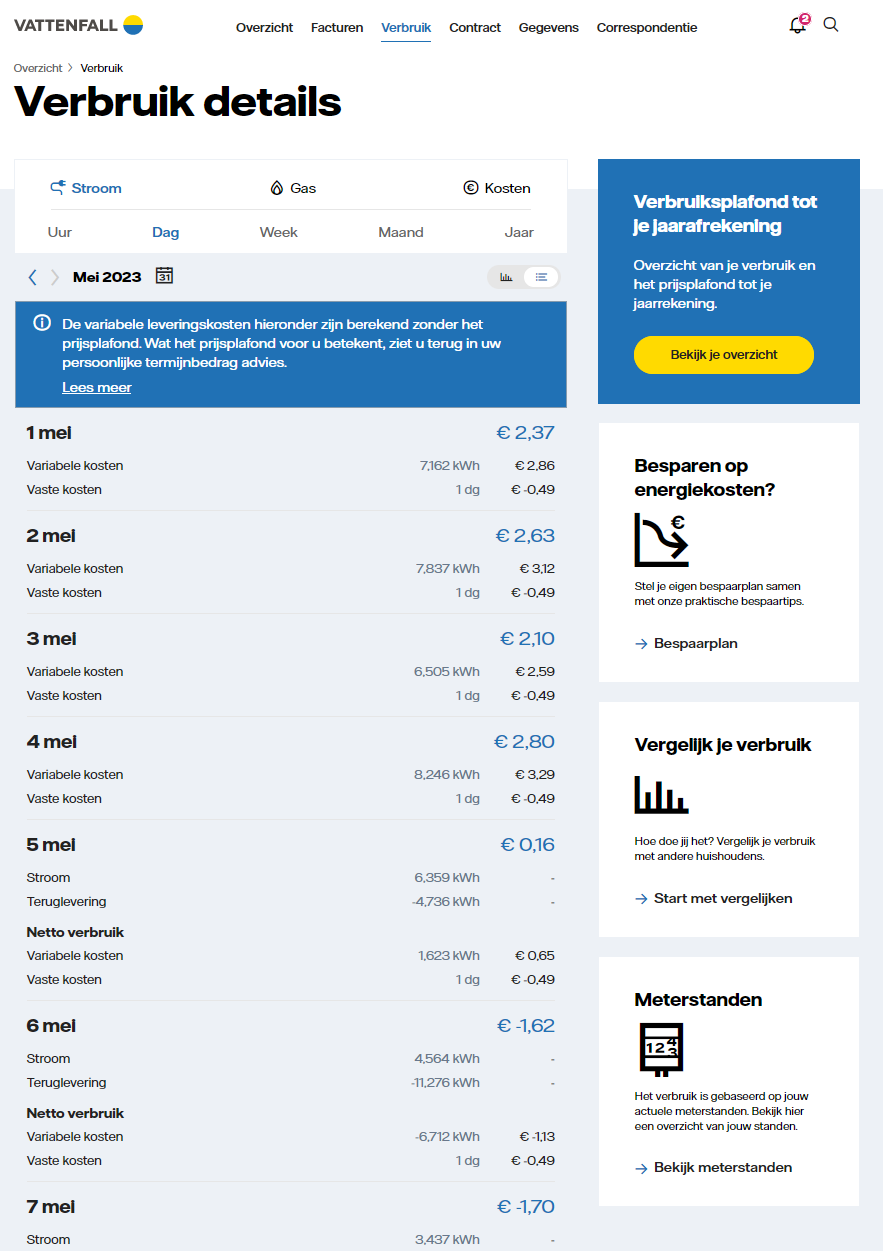 VATTENFALL
Overzicht Facturen Verbruik Contract Gegevens Correspondentie
2
Overzicht > Verbruik
Verbruik details
Stroom Gas € Kosten
Uur Dag Week Maand Jaar
Mei 2023 31
De variabele leveringskosten hieronder zijn berekend zonder het
prijsplafond. Wat het prijsplafond voor u betekent, ziet u terug in uw
persoonlijke termijnbedrag advies.
Lees meer
1 mei € 2,37
Variabele kosten 7,162 kWh € 2,86
Vaste kosten 1 dg € -0,49
2 mei € 2,63
Variabele kosten 7,837 kWh € 3,12
Vaste kosten 1 dg € -0,49
3 mei € 2,10
Variabele kosten 6,505 kWh € 2,59
Vaste kosten 1 dg € -0,49
4 mei € 2,80
Variabele kosten 8,246 kWh € 3,29
Vaste kosten 1 dg € -0,49
5 mei € 0,16
Stroom 6,359 kWh -
Teruglevering -4,736 kWh -
Netto verbruik
Variabele kosten 1,623 kWh € 0,65
Vaste kosten 1 dg € -0,49
6 mei € -1,62
Stroom 4,564 kWh -
Teruglevering -11,276 kWh -
Netto verbruik
Variabele kosten -6,712 kWh € -1,13
Vaste kosten 1 dg € -0,49
7 mei € -1,70
Stroom 3,437 kWh -
Verbruiksplafond tot
je jaarafrekening
Overzicht van je verbruik en
het prijsplafond tot je
jaarrekening.
Bekijk je overzicht
Besparen op
energiekosten?
€
Stel je eigen bespaarplan samen
met onze praktische bespaartips.
→ Bespaarplan
Vergelijk je verbruik
Hoe doe jij het? Vergelijk je verbruik
met andere huishoudens.
→ Start met vergelijken
Meterstanden
12 4 3
Het verbruik is gebaseerd op jouw
actuele meterstanden. Bekijk hier
een overzicht van jouw standen.
→ Bekijk meterstanden